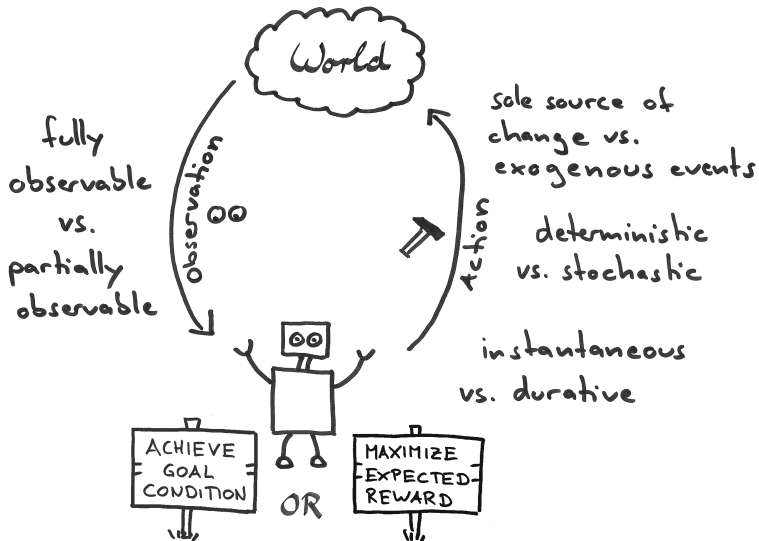 World
fully
observable
vs.
partially
observable
Observation
Action
sole source of
change vs.
exogenous events
deterministic
vs. stochastic
instantaneous
vs. durative
ACHIEVE
GOAL
CONDITION
OR
MAXIMIZE
EXPECTED
REWARD